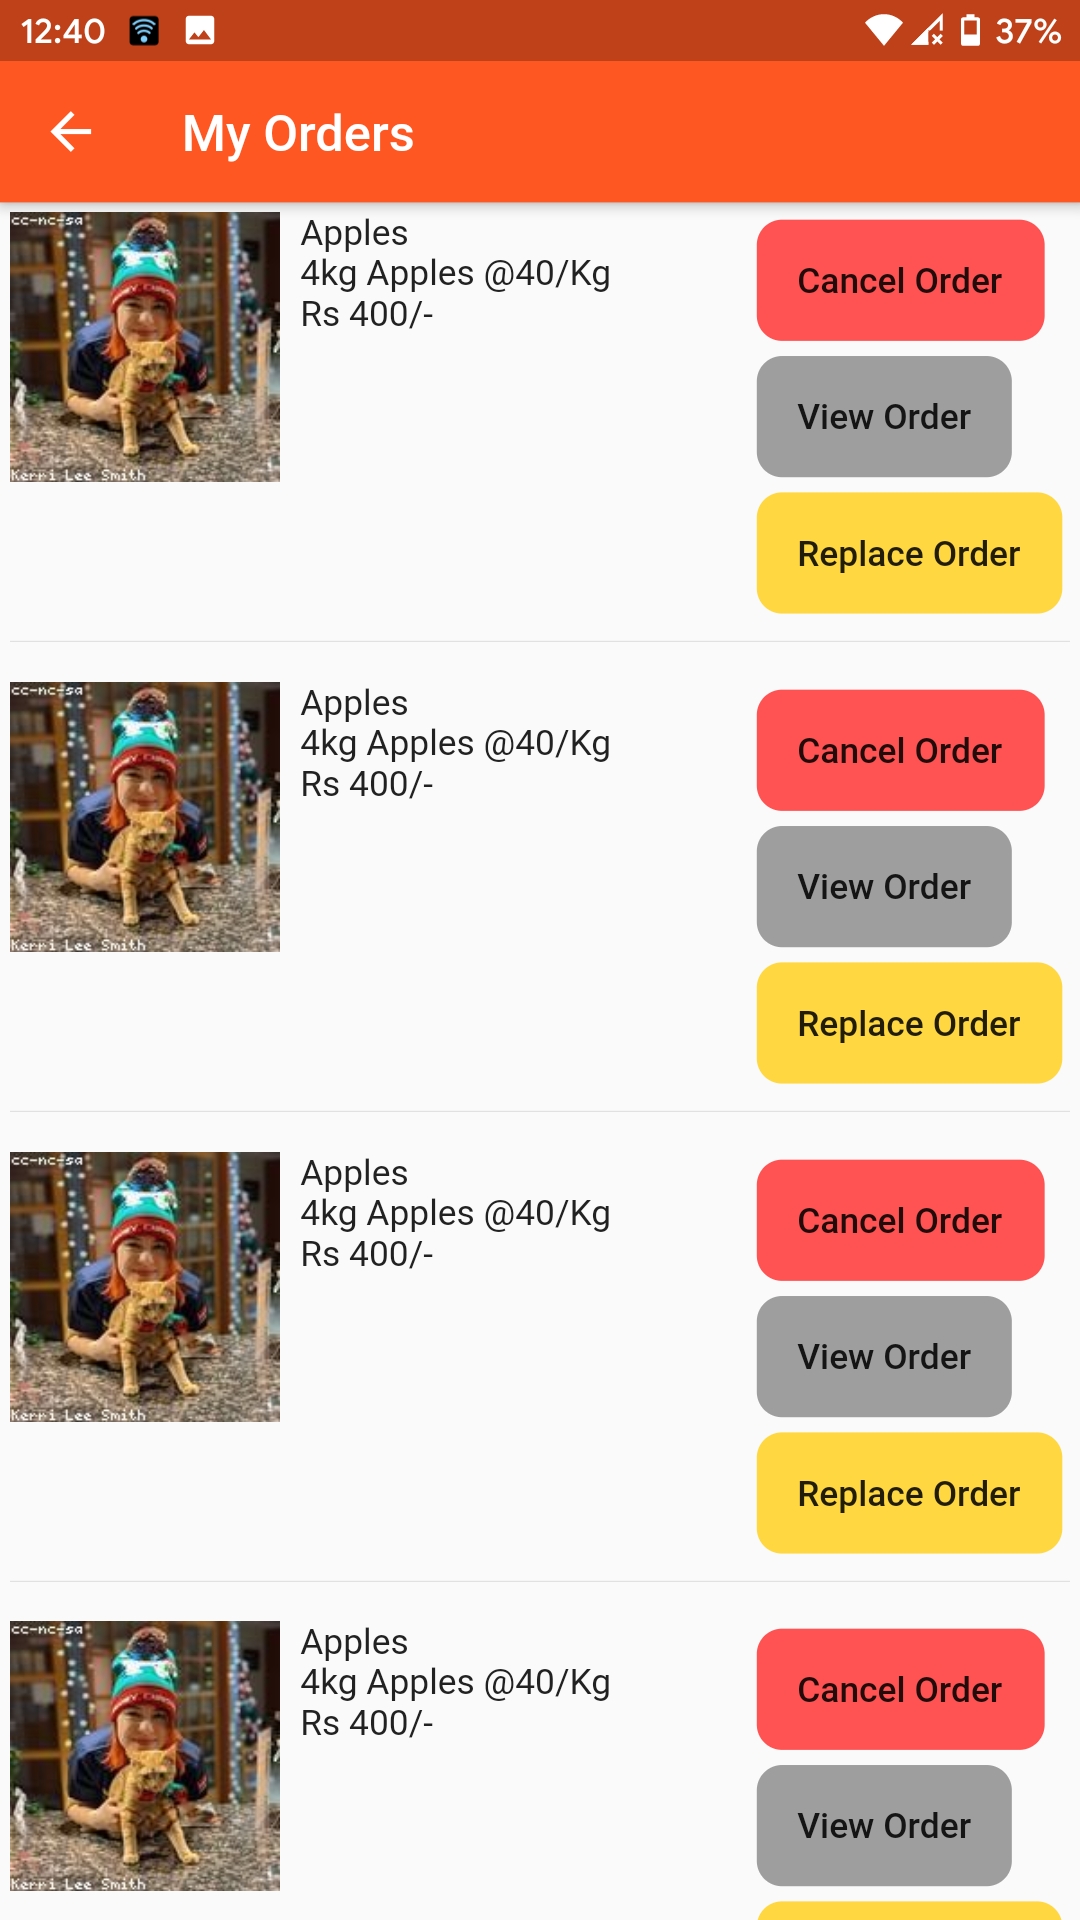 12:40 37%
My Orders
cc-nc-sa
Kerri Lee Smith
Apples
4kg Apples @40/Kg
Rs 400/-
Cancel Order
View Order
Replace Order
cc-nc-sa
Kerri Lee Smith
Apples
4kg Apples @40/Kg
Rs 400/-
Cancel Order
View Order
Replace Order
cc-nc-sa
Kerri Lee Smith
Apples
4kg Apples @40/Kg
Rs 400/-
Cancel Order
View Order
Replace Order
cc-nc-sa
Kerri Lee Smith
Apples
4kg Apples @40/Kg
Rs 400/-
Cancel Order
View Order